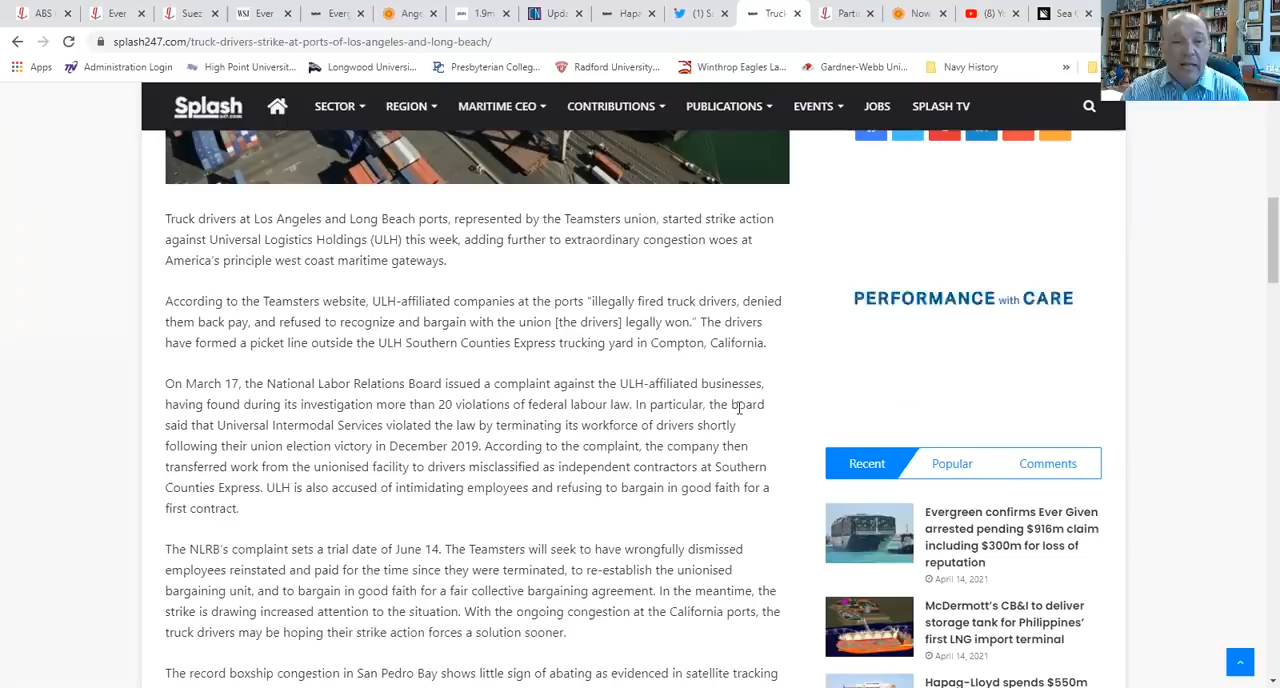 ABS
Ever
Suez
WSJ Ever
Everg
Ange
1.9m
Upda
Hapa
(1) S
Truck
Parti
Now
(8) Y
Sea
splash247.com/truck-drivers-strike-at-ports-of-los-angeles-and-long-beach/
Apps
Administration Login
High Point Universit...
Longwood Universi...
Presbyterian Colleg...
Radford University...
Winthrop Eagles La...
Gardner-Webb Uni...
Navy History
»
Splash
247.com
SECTOR
REGION
MARITIME CEO
CONTRIBUTIONS
PUBLICATIONS
EVENTS
JOBS
SPLASH TV
Truck drivers at Los Angeles and Long Beach ports, represented by the Teamsters union, started strike action
against Universal Logistics Holdings (ULH) this week, adding further to extraordinary congestion woes at
America's principle west coast maritime gateways.
According to the Teamsters website, ULH-affiliated companies at the ports "illegally fired truck drivers, denied
them back pay, and refused to recognize and bargain with the union [the drivers] legally won." The drivers
have formed a picket line outside the ULH Southern Counties Express trucking yard in Compton, California.
On March 17, the National Labor Relations Board issued a complaint against the ULH-affiliated businesses,
having found during its investigation more than 20 violations of federal labour law. In particular, the board
said that Universal Intermodal Services violated the law by terminating its workforce of drivers shortly
following their union election victory in December 2019. According to the complaint, the company then
transferred work from the unionised facility to drivers misclassified as independent contractors at Southern
Counties Express. ULH is also accused of intimidating employees and refusing to bargain in good faith for a
first contract.
The NLRB's complaint sets a trial date of June 14. The Teamsters will seek to have wrongfully dismissed
employees reinstated and paid for the time since they were terminated, to re-establish the unionised
bargaining unit, and to bargain in good faith for a fair collective bargaining agreement. In the meantime, the
strike is drawing increased attention to the situation. With the ongoing congestion at the California ports, the
truck drivers may be hoping their strike action forces a solution sooner.
The record boxship congestion in San Pedro Bay shows little sign of abating as evidenced in satellite tracking
PERFORMANCE with CARE
Recent
Popular
Comments
Evergreen confirms Ever Given
arrested pending $916m claim
including $300m for loss of
reputation
April 14, 2021
McDermott's CB&I to deliver
storage tank for Philippines'
first LNG import terminal
April 14, 2021
Hapag-Lloyd spends $550m